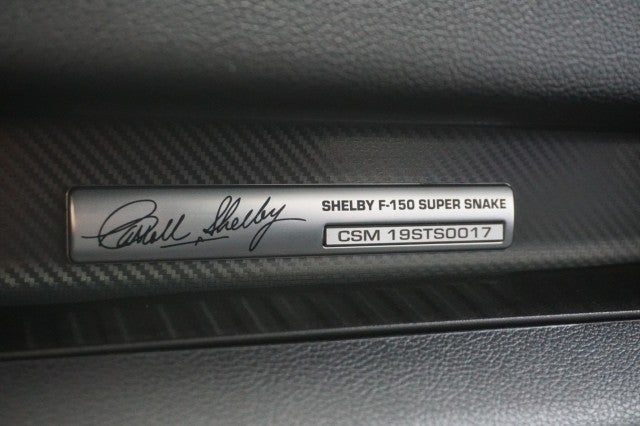 Carroll Shelby
SHELBY F-150 SUPER SNAKE
CSM 19STS0017